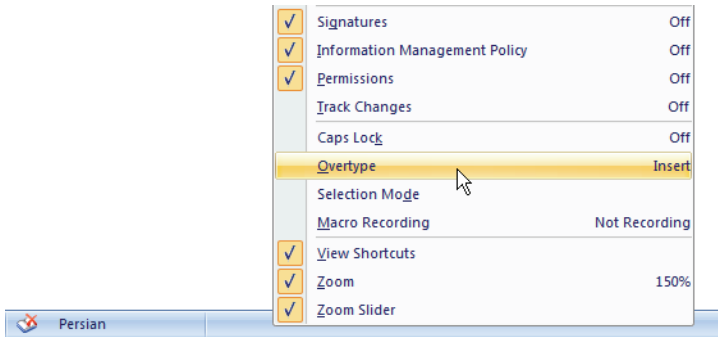 Signatures Off
Information Management Policy Off
Permissions Off
Track Changes Off
Caps Lock Off
Overtype Insert
Selection Mode
Macro Recording Not Recording
View Shortcuts
Zoom 150%
Zoom Slider
Persian